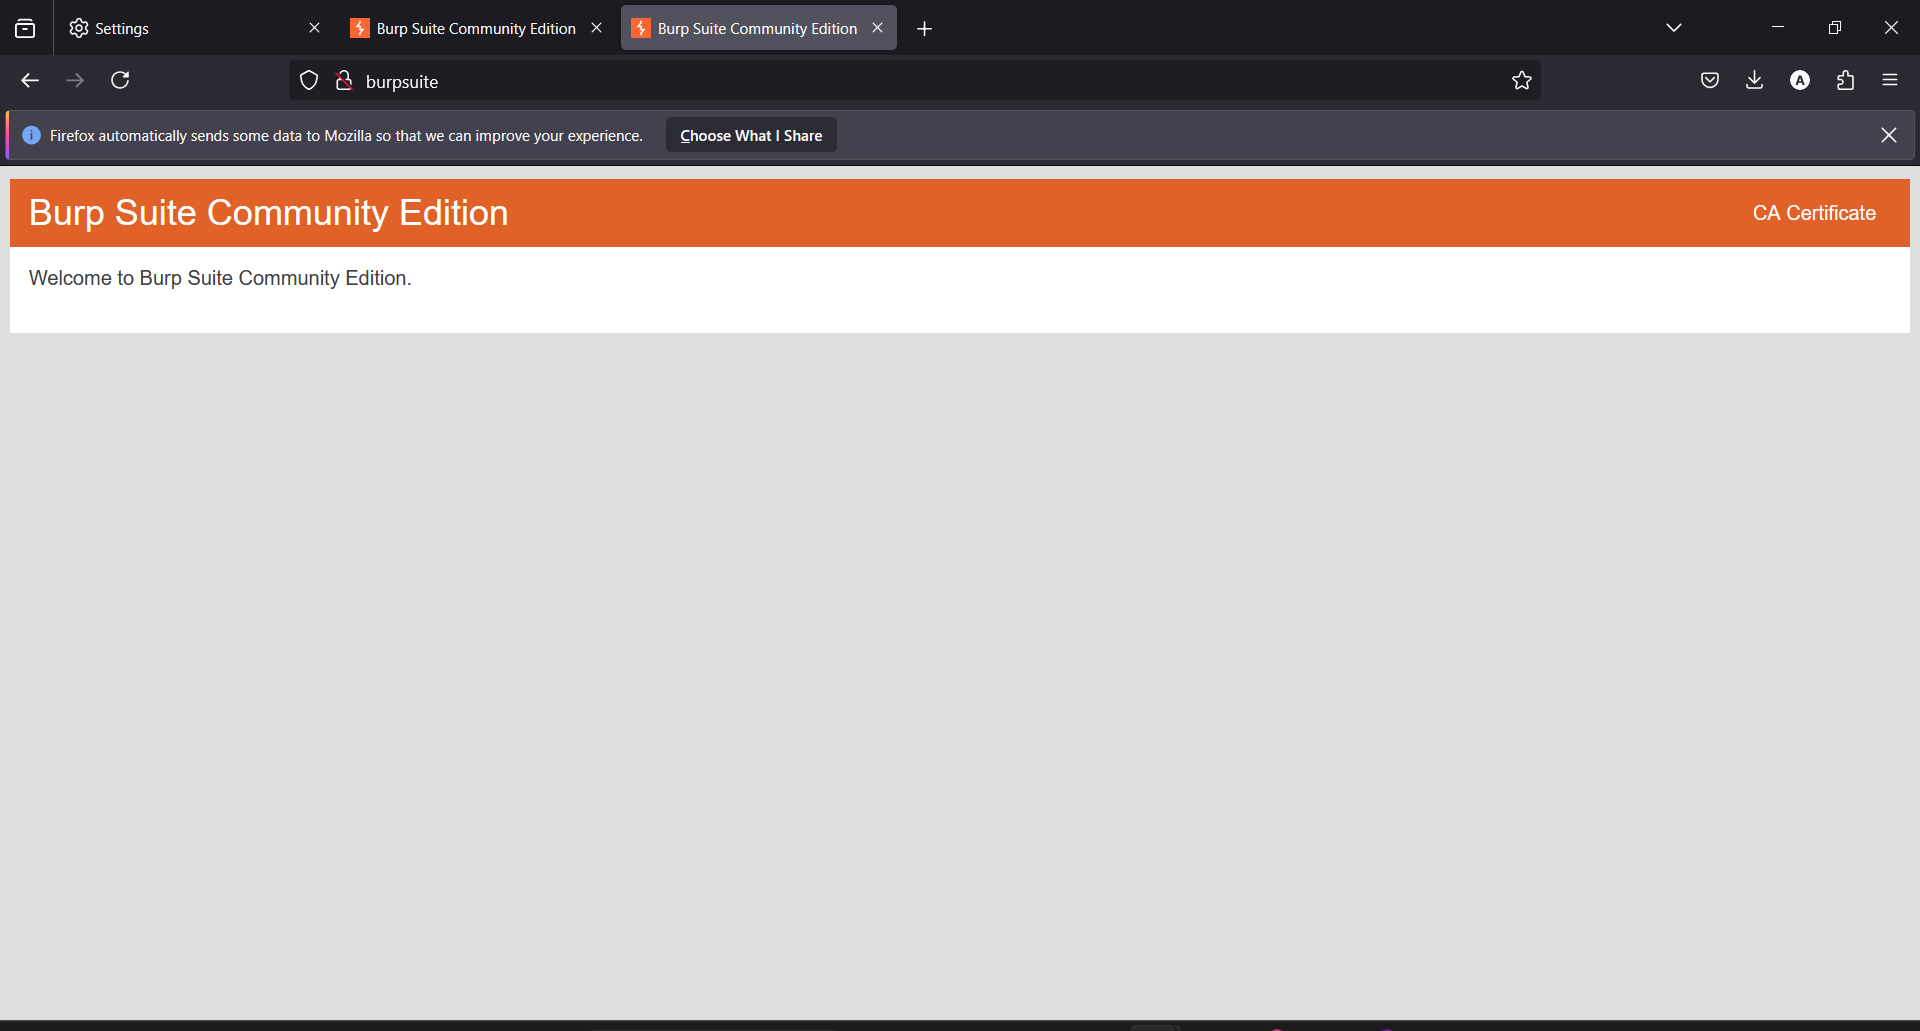 Settings
Burp Suite Community Edition
Burp Suite Community Edition
burpsuite
A
Firefox automatically sends some data to Mozilla so that we can improve your experience.
Choose What I Share
Burp Suite Community Edition
CA Certificate
Welcome to Burp Suite Community Edition.